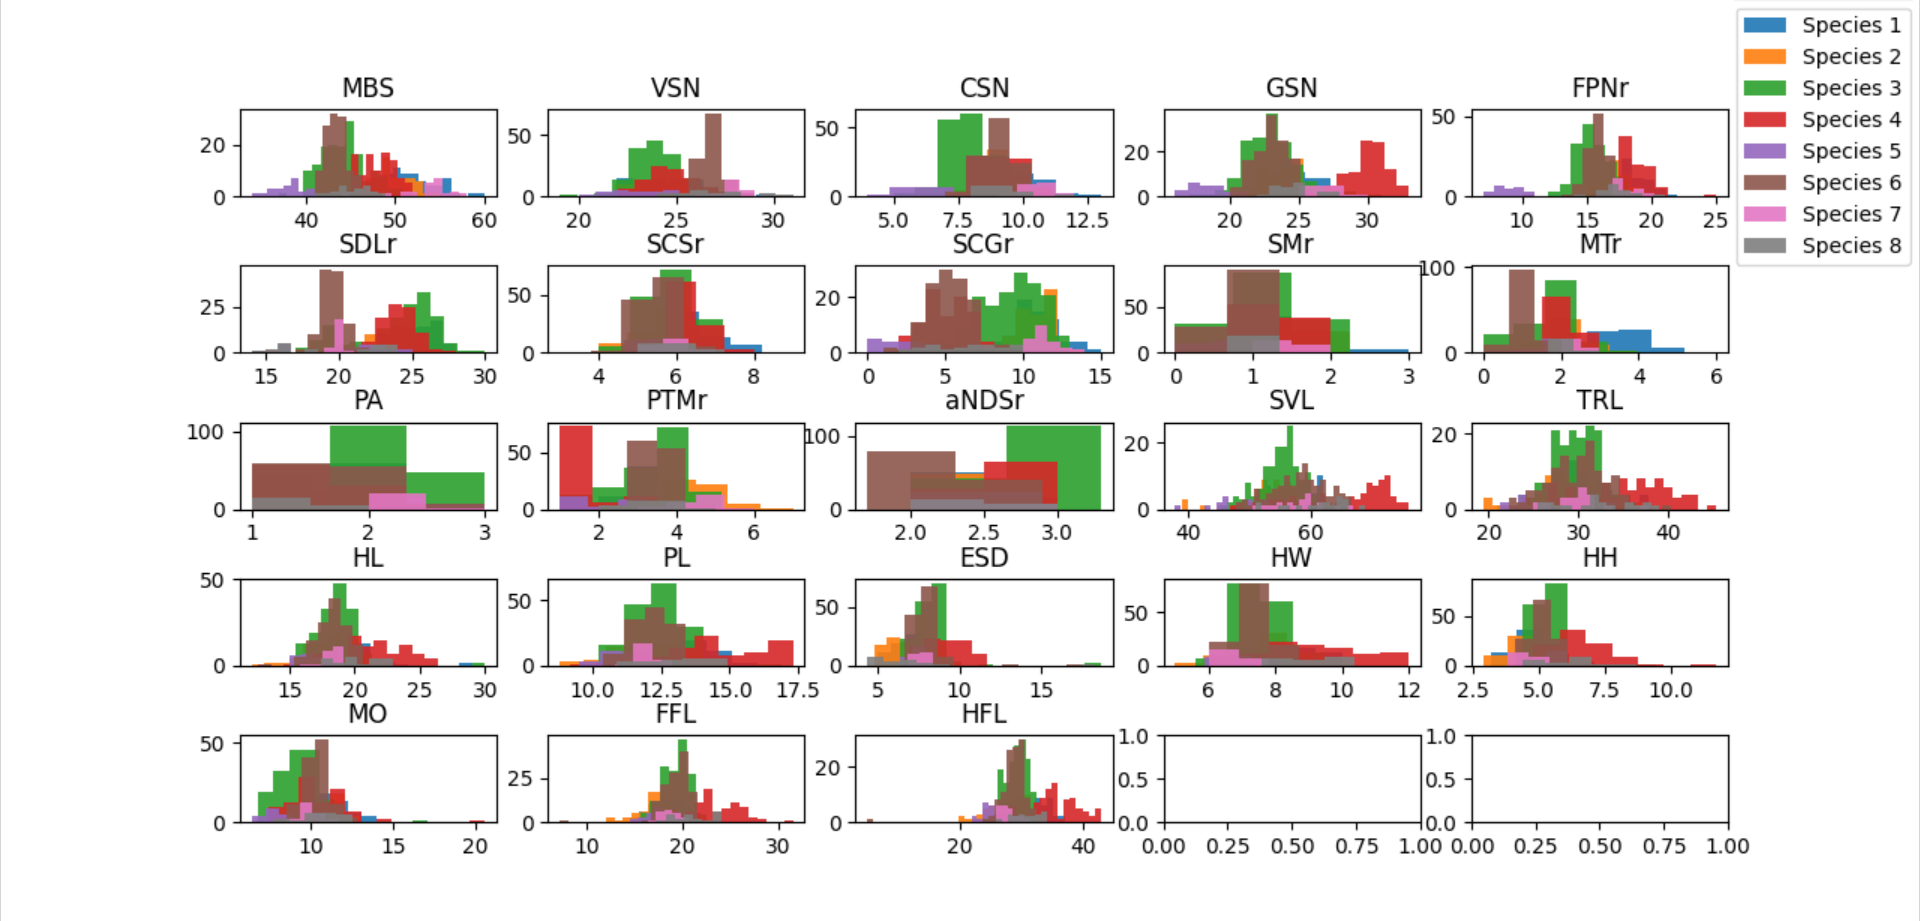 Species 1
Species 2
Species 3
Species 4
Species 5
Species 6
Species 7
Species 8
MBS VSN CSN GSN FPNr
20 0 50 0 50 0 20 0 50 0
40 50 60 20 25 30 5.0 7.5 10.0 12.5 20 25 30 10 15 20 25
SDLr SCSr SCGr SMr MTr
25 0 50 0 20 0 50 0 100 50 0
15 20 25 30 4 6 8 0 5 10 15 0 1 2 3 0 2 4 6
PA PTMr aNDSr SVL TRL
100 50 0 50 0 100 50 0 20 0 20 0
1 2 3 2 4 6 2.0 2.5 3.0 40 60 20 30 40
HL PL ESD HW HH
50 0 50 0 50 0 50 0 50 0
15 20 25 30 10.0 12.5 15.0 17.5 5 10 15 6 8 10 12 2.5 5.0 7.5 10.0
MO FFL HFL
50 0 25 0 20 0 1.0 0.5 0.0 1.0 0.5 0.0
10 15 20 10 20 30 20 40 0.00 0.25 0.50 0.75 1.00 0.00 0.25 0.50 0.75 1.00